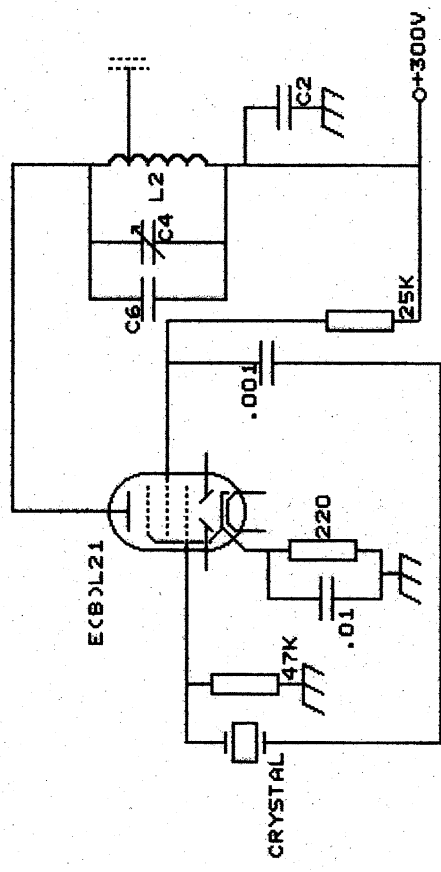 E(B)L21
CRYSTAL
47K
.01
220
.001
25K
C6
C4
L2
C2
+300V